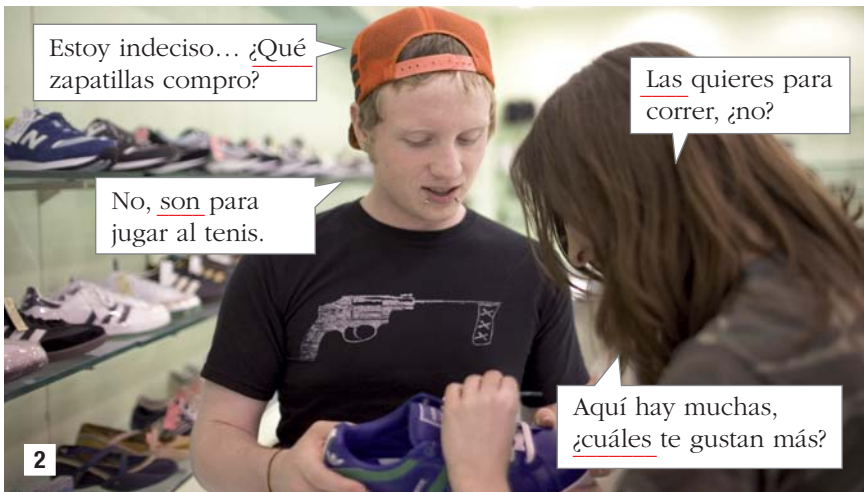 Estoy indeciso… ¿Qué
zapatillas compro?
Las quieres para
correr, ¿no?
No, son para
jugar al tenis.
Aquí hay muchas,
¿cuáles te gustan más?
XXX
N
2